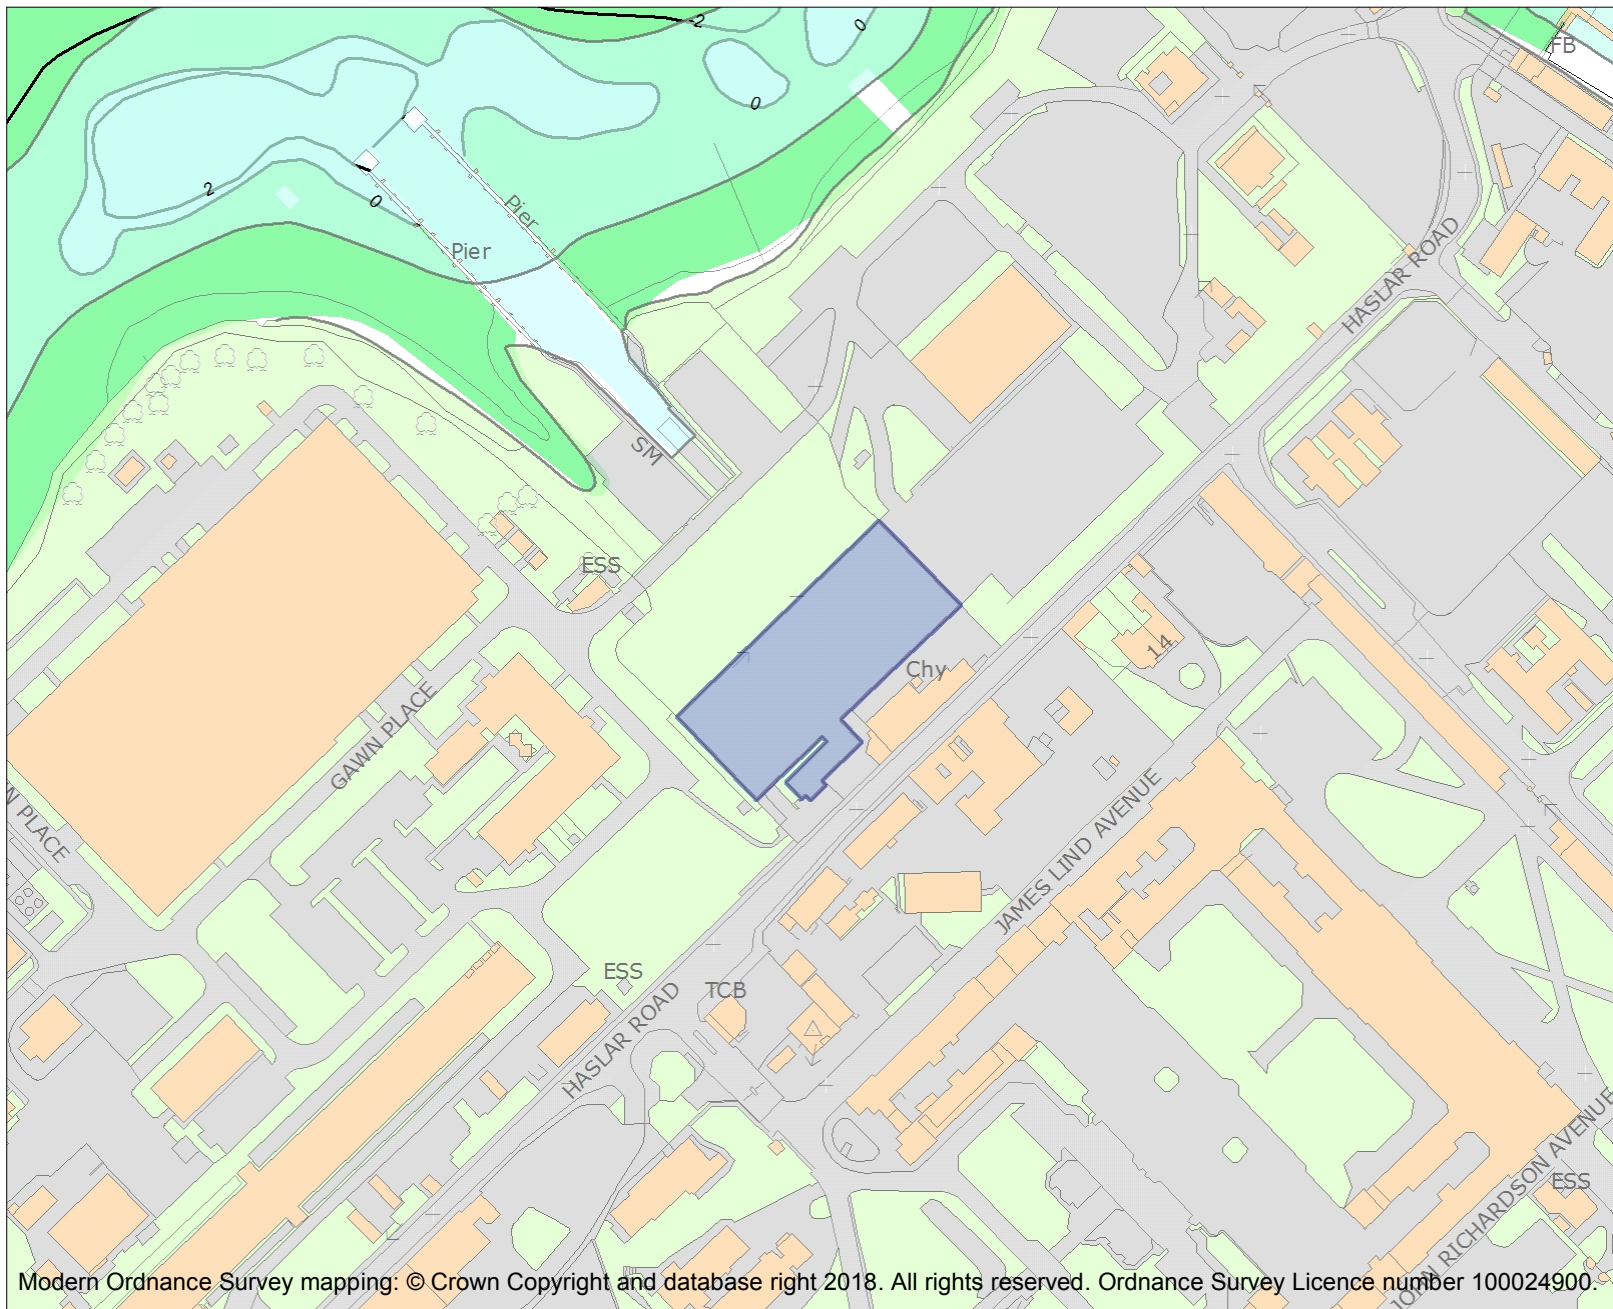 -2
0
FB
0
2
0
Pier
Pier
HASLAR ROAD
SM
ESS
14
Chy
GAWN PLACE
N PLACE
JAMES LIND AVENUE
ESS
TCB
HASLAR ROAD
JOHN RICHARDSON AVENUE
ESS
Modern Ordnance Survey mapping: © Crown Copyright and database right 2018. All rights reserved. Ordnance Survey Licence number 100024900.